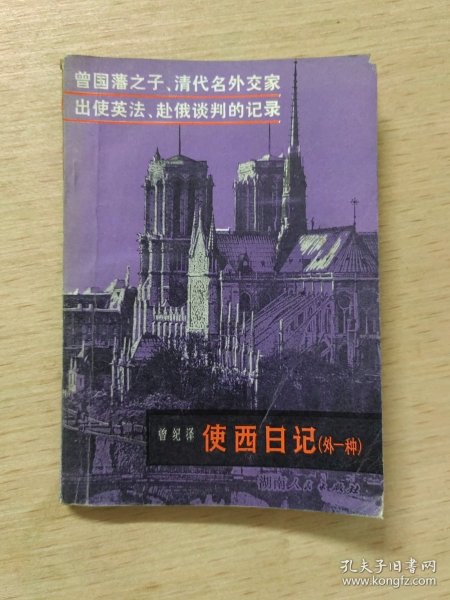 曾国藩之子、清代名外交家
出使英法、赴俄谈判的记录
曾纪泽 使西日记(外一种)
湖南人民出版社
孔夫子旧书网
www.kongfz.com